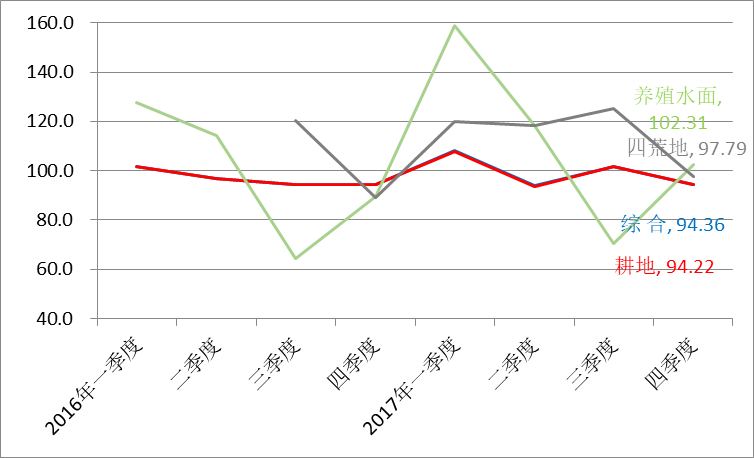 160.0
140.0
120.0
100.0
80.0
60.0
40.0
养殖水面,
102.31
四荒地, 97.79
综 合, 94.36
耕地, 94.22
2016年一季度
二季度
三季度
四季度
2017年一季度
二季度
三季度
四季度